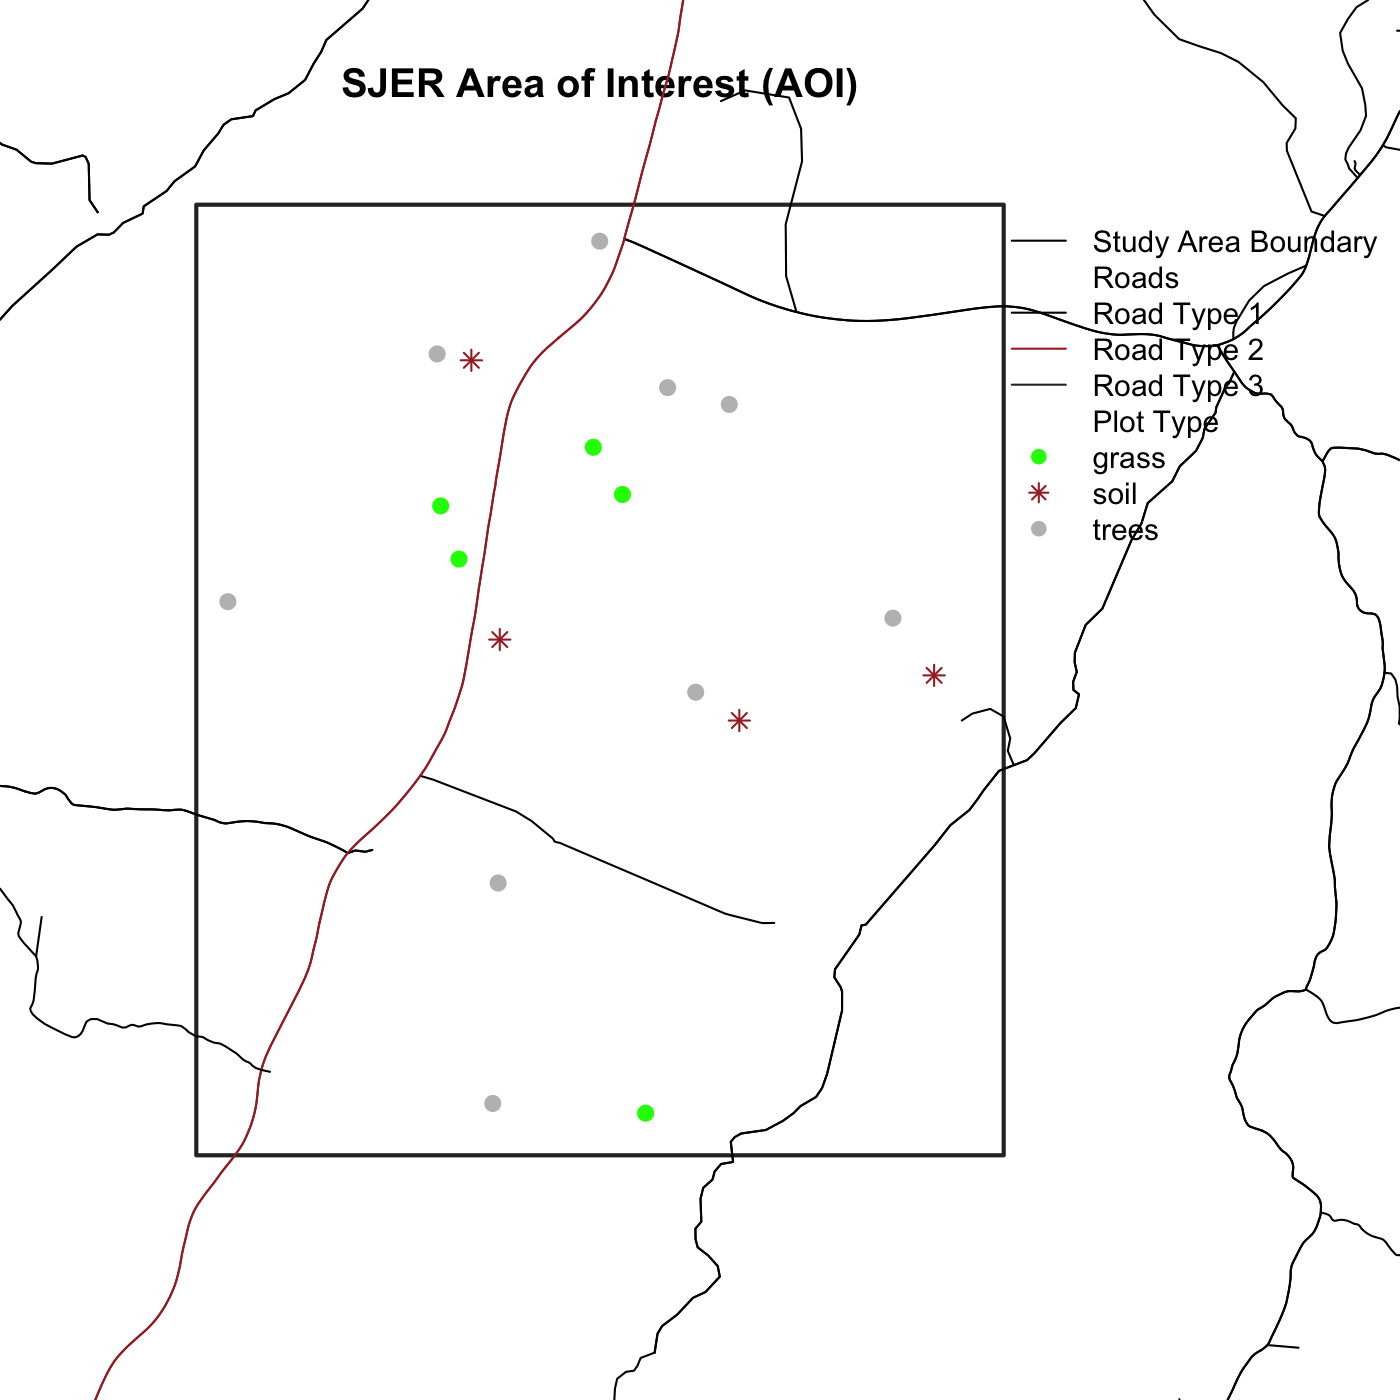 SJER Area of Interest (AOI)
Study Area Boundary
Roads
Road Type 1
Road Type 2
Road Type 3
Plot Type
grass
soil
trees